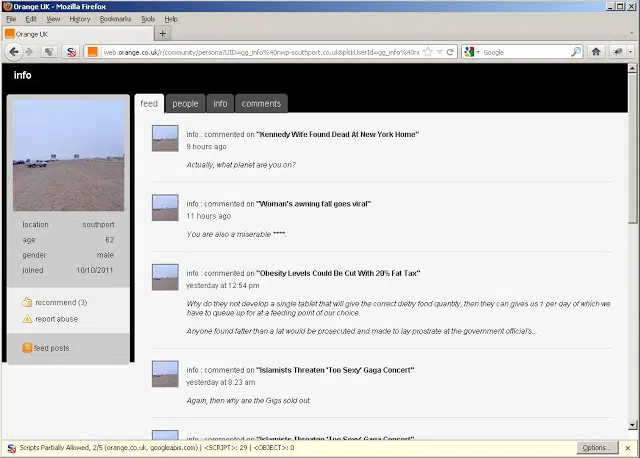 Orange UK - Mozilla Firefox
File Edit View History Bookmarks Tools Help
Orange UK
web.orange.co.uk/r/community/persona?UID=gg_info%40nwp-southport.co.uk&plckUserId=gg_info%40n
Google
info
feed people info comments
location southport
age 62
gender male
joined 10/10/2011
recommend (3)
report abuse
feed posts
info : commented on "Kennedy Wife Found Dead At New York Home"
9 hours ago
Actually, what planet are you on?
info : commented on "Woman's awning fall goes viral"
11 hours ago
You are also a miserable ****.
info : commented on "Obesity Levels Could Be Cut With 20% Fat Tax"
yesterday at 12:54 pm
Why do they not develop a single tablet that will give the correct dietry food quantity, then they can gives us 1 per day of which we
have to queue up for at a feeding point of our choice.
Anyone found fatter than a lat would be prosecuted and made to lay prostrate at the government official's...
info : commented on "Islamists Threaten 'Too Sexy' Gaga Concert"
yesterday at 8:23 am
Again, then why are the Gigs sold out.
info : commented on "Islamists Threaten 'Too Sexy' Gaga Concert"
Scripts Partially Allowed, 2/5 (orange.co.uk, googleapis.com) | <SCRIPT>: 29 | <OBJECT>: 0
Options...